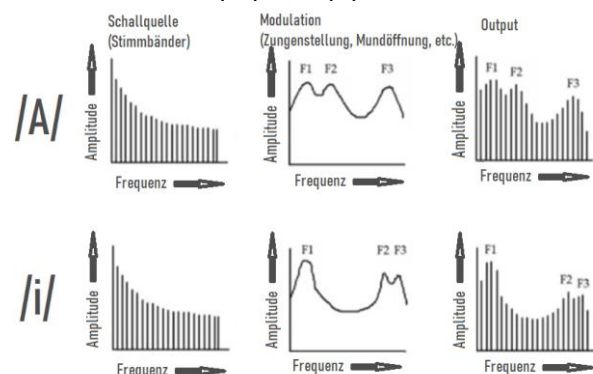 Schallquelle
(Stimmbänder)
Modulation
(Zungenstellung, Mundöffnung, etc.)
Output
/A/
Amplitude
Frequenz
Amplitude
F1 F2 F3
Frequenz
Amplitude
F1 F2 F3
Frequenz
/i/
Amplitude
Frequenz
Amplitude
F1 F2 F3
Frequenz
Amplitude
F1 F2 F3
Frequenz